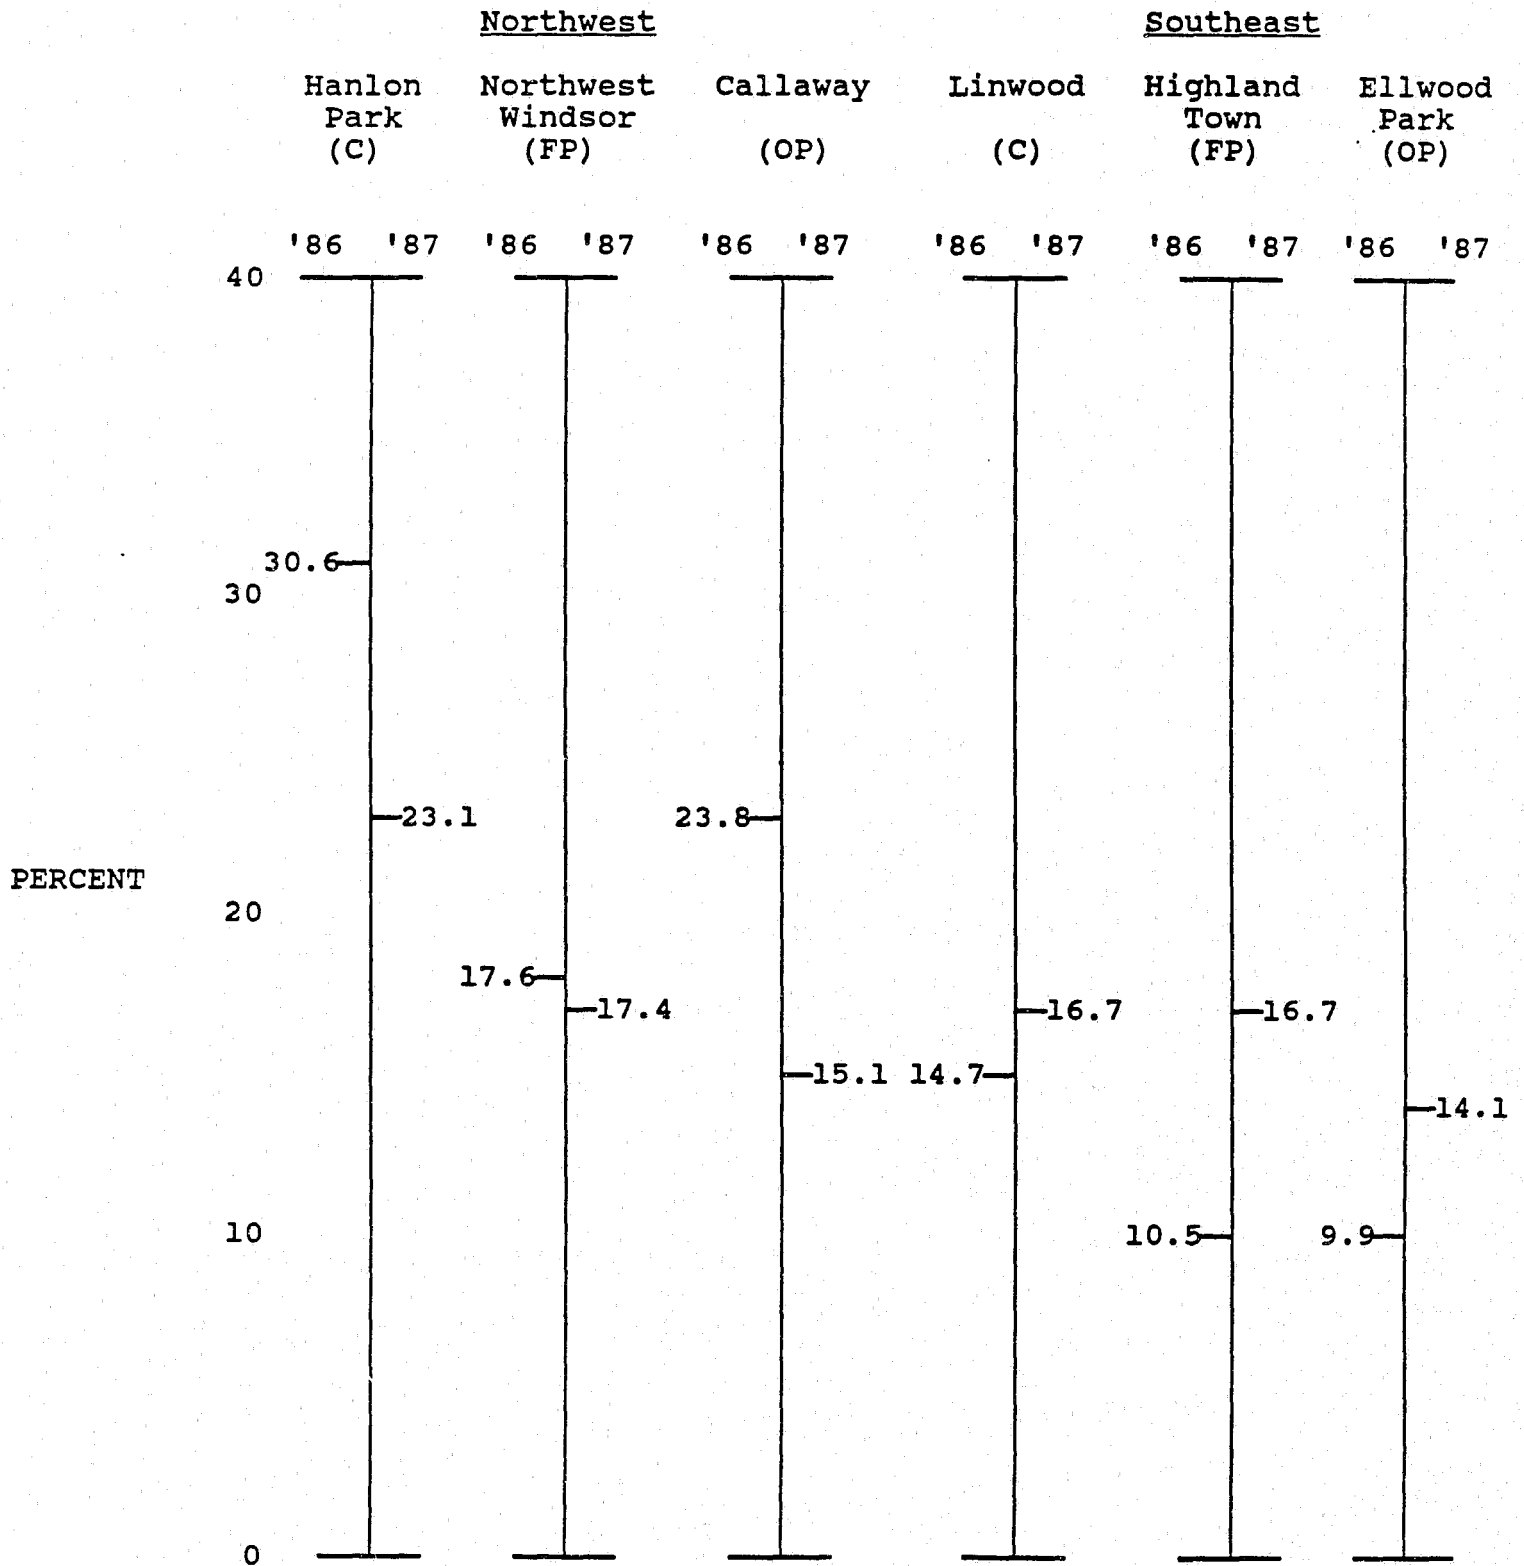 Northwest Southeast
Hanlon Northwest Callaway Linwood Highland Ellwood
Park Windsor Town Park
(C) (FP) (OP) (C) (FP) (OP)
'86 '87 '86 '87 '86 '87 '86 '87 '86 '87 '86 '87
40
30.6
30
23.1 23.8
PERCENT
20
17.6
17.4 16.7 16.7
15.1 14.7
14.1
10 10.5 9.9
0